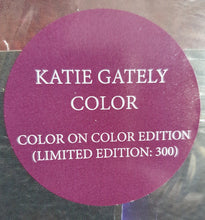 KATIE GATELY
COLOR
COLOR ON COLOR EDITION
(LIMITED EDITION: 300)